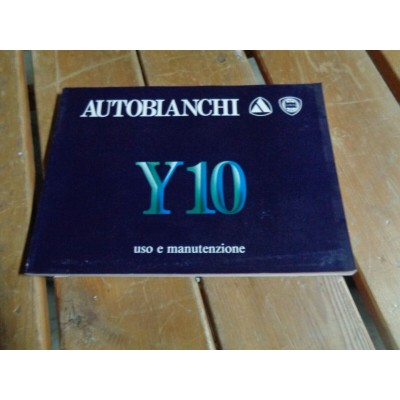 AUTOBIANCHI
Y10
uso e manutenzione